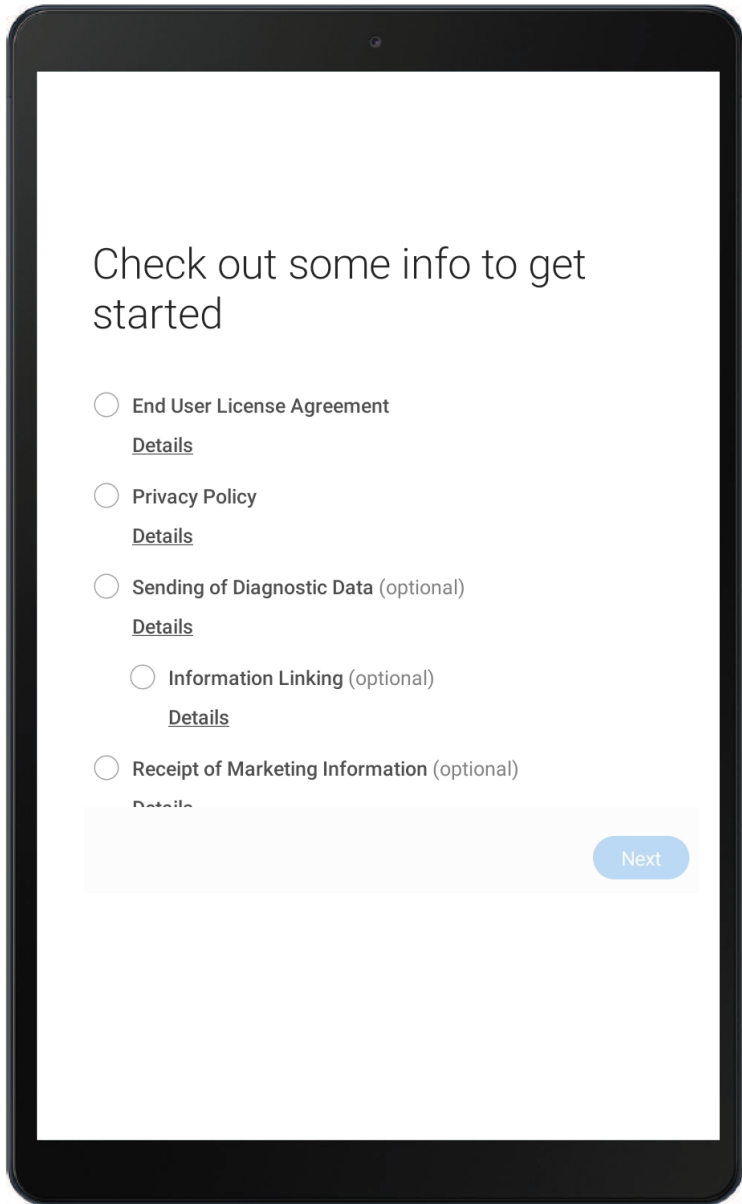 Check out some info to get
started
End User License Agreement
Details
Privacy Policy
Details
Sending of Diagnostic Data (optional)
Details
Information Linking (optional)
Details
Receipt of Marketing Information (optional)
Details
Next